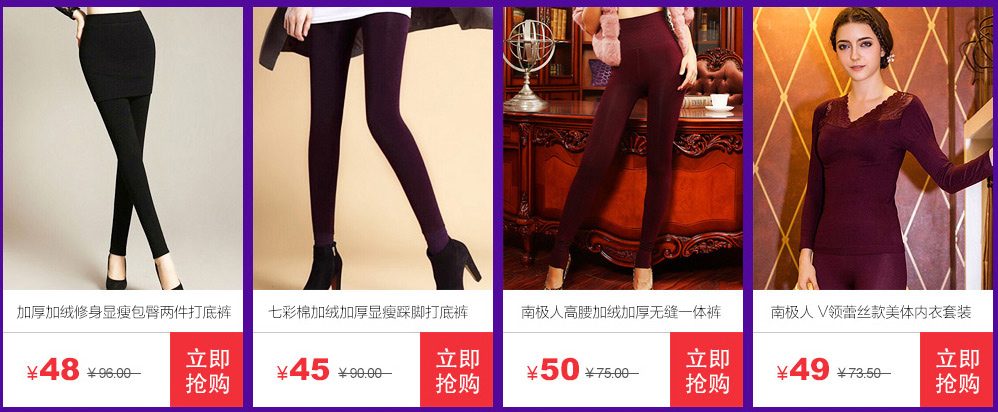 加厚加绒修身显瘦包臀两件打底裤
¥48 ¥96.00
立即
抢购
七彩棉加绒加厚显瘦踩脚打底裤
¥45 ¥90.00
立即
抢购
南极人高腰加绒加厚无缝一体裤
¥50 ¥75.00
立即
抢购
南极人 V领蕾丝款美体内衣套装
¥49 ¥73.50
立即
抢购